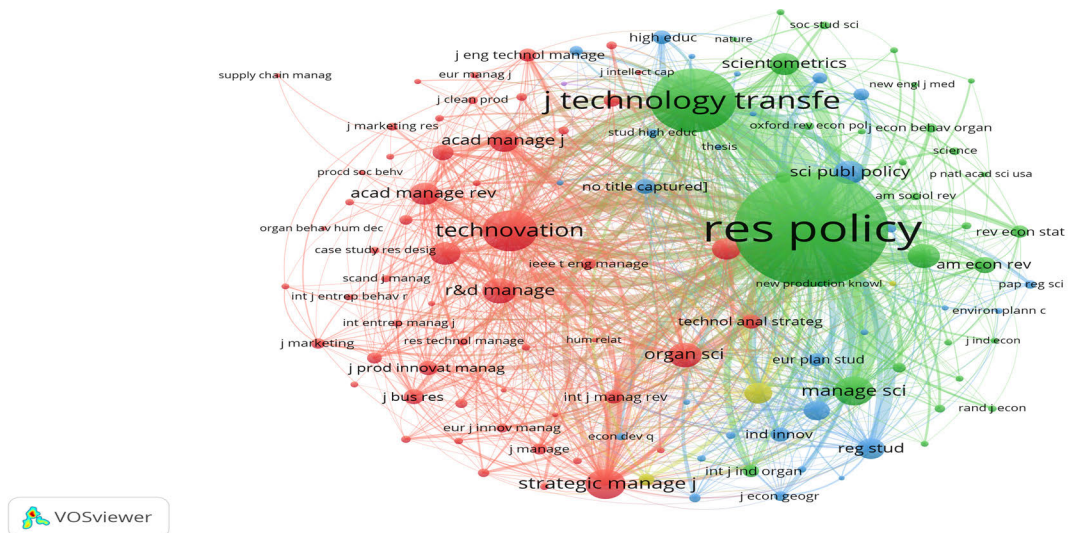 soc stud sci
high educ
nature
j eng technol manage
scientometrics
eur manag j
j intellect cap
supply chain manag
new engl j med
j clean prod
j technology transfe
j marketing res
oxford rev econ pol
j econ behav organ
stud high educ
acad manage j
thesis
science
procd soc behv
sci publ policy
p natl acad sci usa
no title captured]
acad manage rev
am sociol rev
organ behav hum dec
technovation
res policy
rev econ stat
case study res desig
ieee t eng manage
am econ rev
scand j manag
new production knowl
pap reg sci
r&d manage
int j entrep behav r
environ plann c
int entrep manag j
technol anal strateg
j marketing
res technol manage
hum relat
j ind econ
organ sci
eur plan stud
j prod innovat manag
manage sci
j bus res
int j manag rev
rand j econ
eur j innov manag
econ dev q
ind innov
j manage
reg stud
int j ind organ
strategic manage j
j econ geogr
VOSviewer